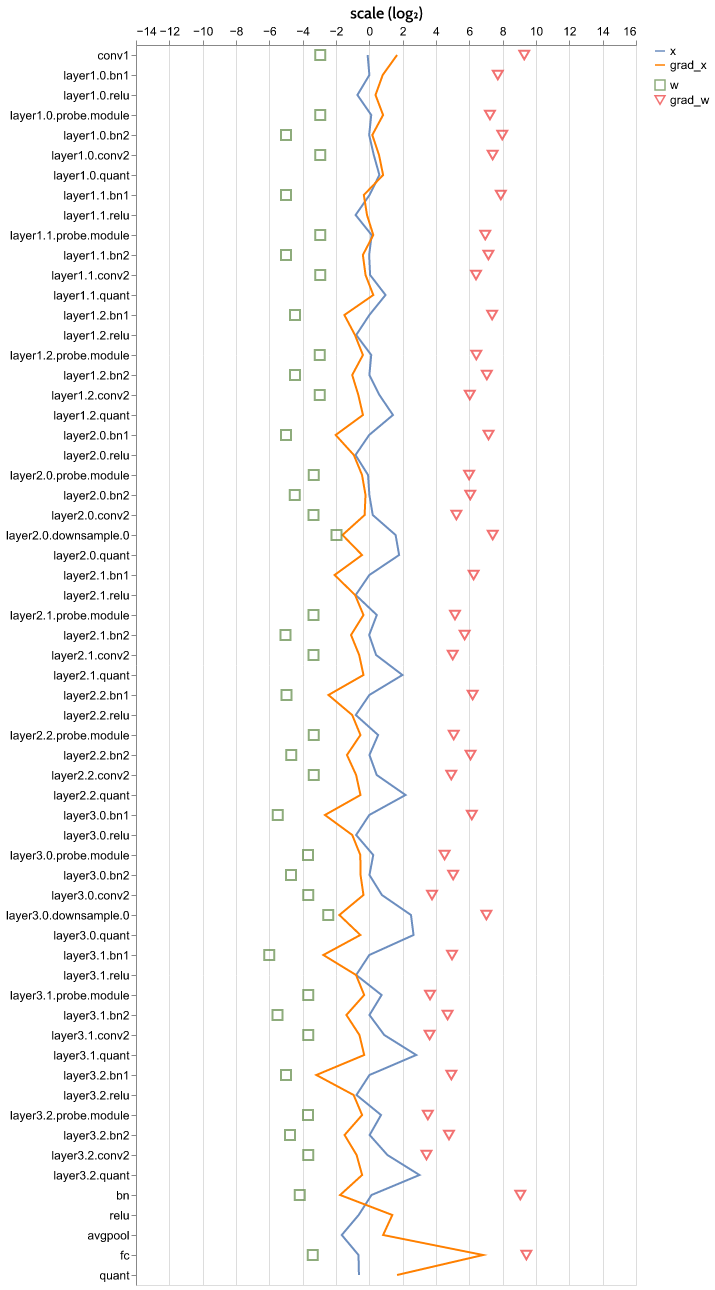 scale (log₂)
−14 −12 −10 −8 −6 −4 −2 0 2 4 6 8 10 12 14 16
x
grad_x
w
grad_w
conv1
layer1.0.bn1
layer1.0.relu
layer1.0.probe.module
layer1.0.bn2
layer1.0.conv2
layer1.0.quant
layer1.1.bn1
layer1.1.relu
layer1.1.probe.module
layer1.1.bn2
layer1.1.conv2
layer1.1.quant
layer1.2.bn1
layer1.2.relu
layer1.2.probe.module
layer1.2.bn2
layer1.2.conv2
layer1.2.quant
layer2.0.bn1
layer2.0.relu
layer2.0.probe.module
layer2.0.bn2
layer2.0.conv2
layer2.0.downsample.0
layer2.0.quant
layer2.1.bn1
layer2.1.relu
layer2.1.probe.module
layer2.1.bn2
layer2.1.conv2
layer2.1.quant
layer2.2.bn1
layer2.2.relu
layer2.2.probe.module
layer2.2.bn2
layer2.2.conv2
layer2.2.quant
layer3.0.bn1
layer3.0.relu
layer3.0.probe.module
layer3.0.bn2
layer3.0.conv2
layer3.0.downsample.0
layer3.0.quant
layer3.1.bn1
layer3.1.relu
layer3.1.probe.module
layer3.1.bn2
layer3.1.conv2
layer3.1.quant
layer3.2.bn1
layer3.2.relu
layer3.2.probe.module
layer3.2.bn2
layer3.2.conv2
layer3.2.quant
bn
relu
avgpool
fc
quant